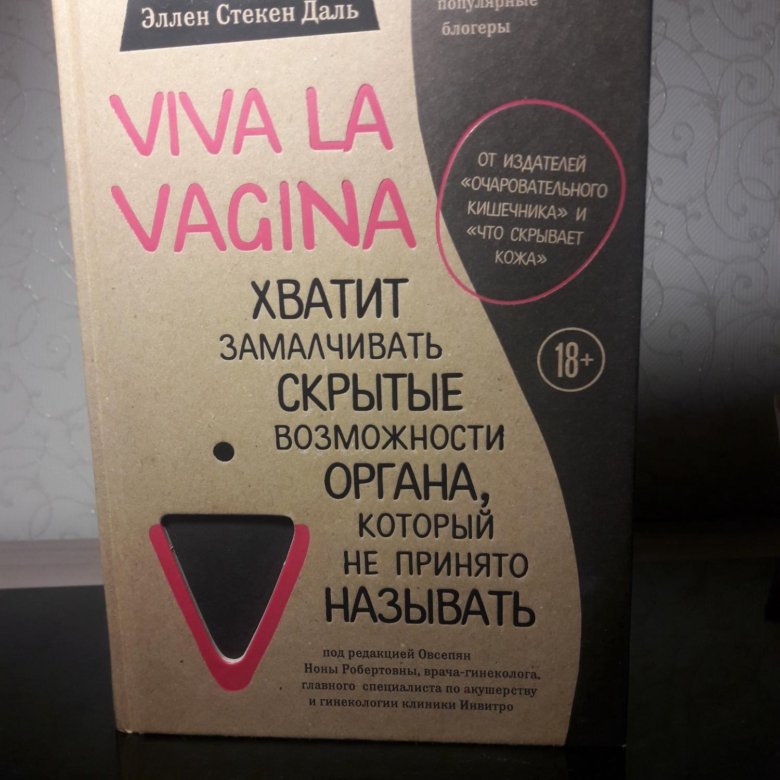 Эллен Стекен Даль
популярные
блогеры
VIVA LA
VAGINA
ОТ ИЗДАТЕЛЕЙ
«ОЧАРОВАТЕЛЬНОГО
КИШЕЧНИКА» И
«ЧТО СКРЫВАЕТ
КОЖА»
18+
ХВАТИТ
ЗАМАЛЧИВАТЬ
СКРЫТЫЕ
ВОЗМОЖНОСТИ
ОРГАНА,
КОТОРЫЙ
НЕ ПРИНЯТО
НАЗЫВАТЬ
под редакцией Овсепян
Ноны Робертовны, врача-гинеколога,
главного специалиста по акушерству
и гинекологии клиники Инвитро